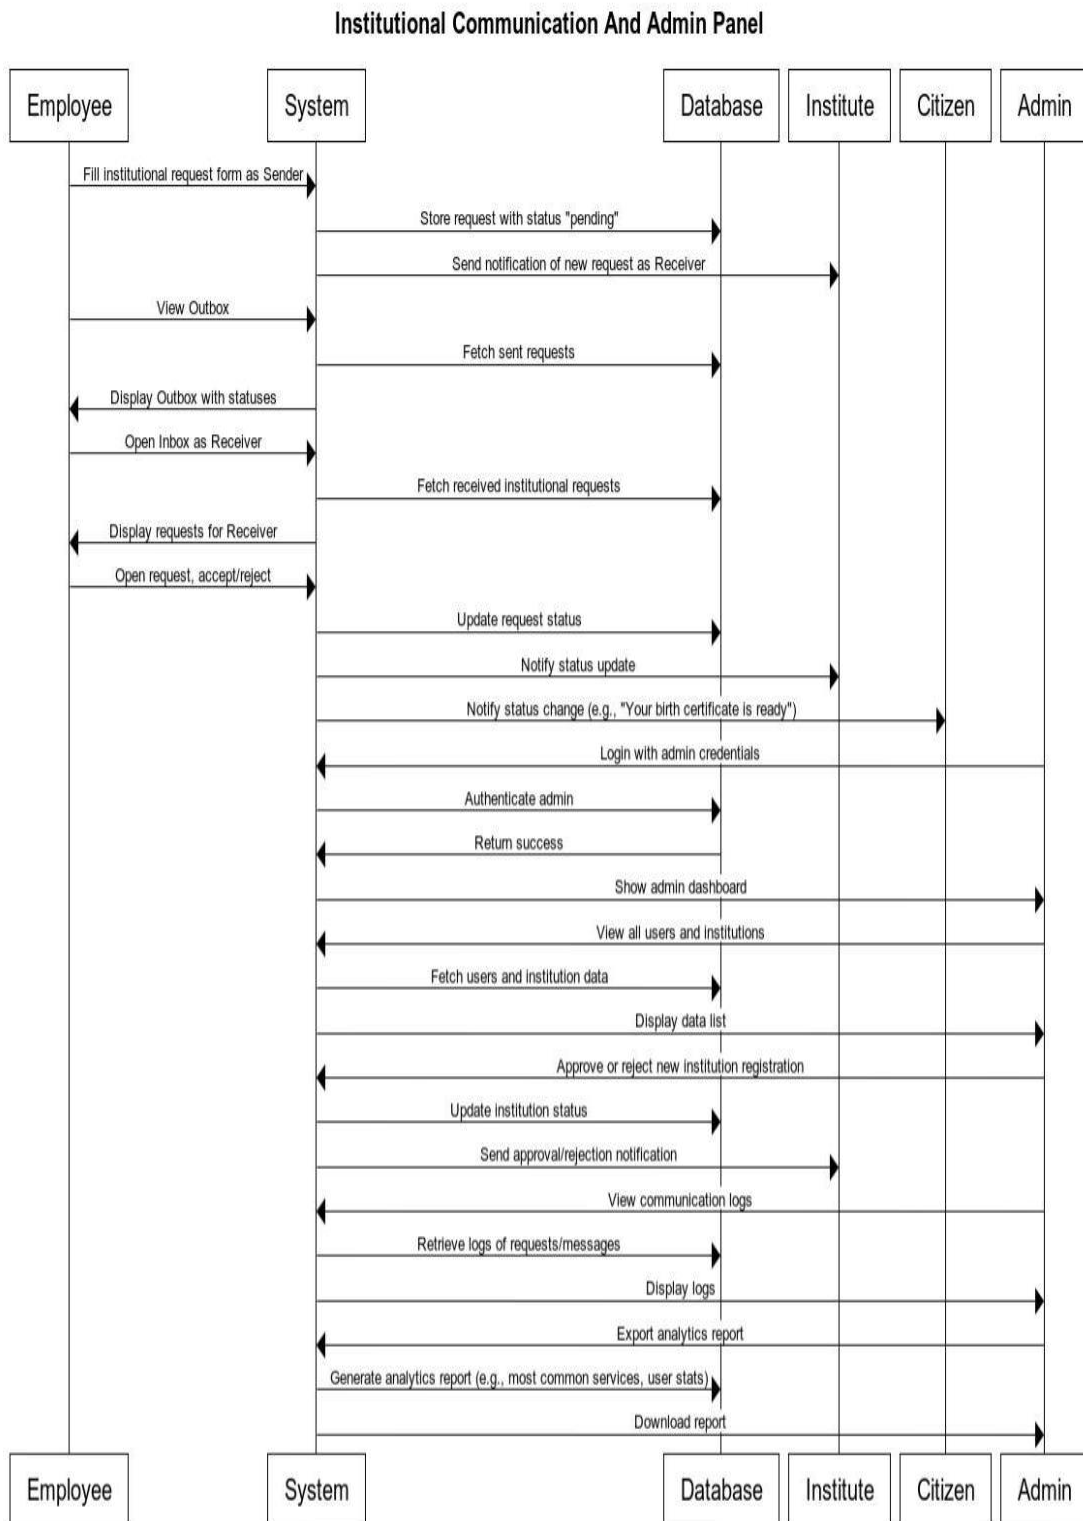 Institutional Communication And Admin Panel
Employee System Database Institute Citizen Admin
Fill institutional request form as Sender
Store request with status "pending"
Send notification of new request as Receiver
View Outbox
Fetch sent requests
Display Outbox with statuses
Open Inbox as Receiver
Fetch received institutional requests
Display requests for Receiver
Open request, accept/reject
Update request status
Notify status update
Notify status change (e.g., "Your birth certificate is ready")
Login with admin credentials
Authenticate admin
Return success
Show admin dashboard
View all users and institutions
Fetch users and institution data
Display data list
Approve or reject new institution registration
Update institution status
Send approval/rejection notification
View communication logs
Retrieve logs of requests/messages
Display logs
Export analytics report
Generate analytics report (e.g., most common services, user stats)
Download report
Employee System Database Institute Citizen Admin